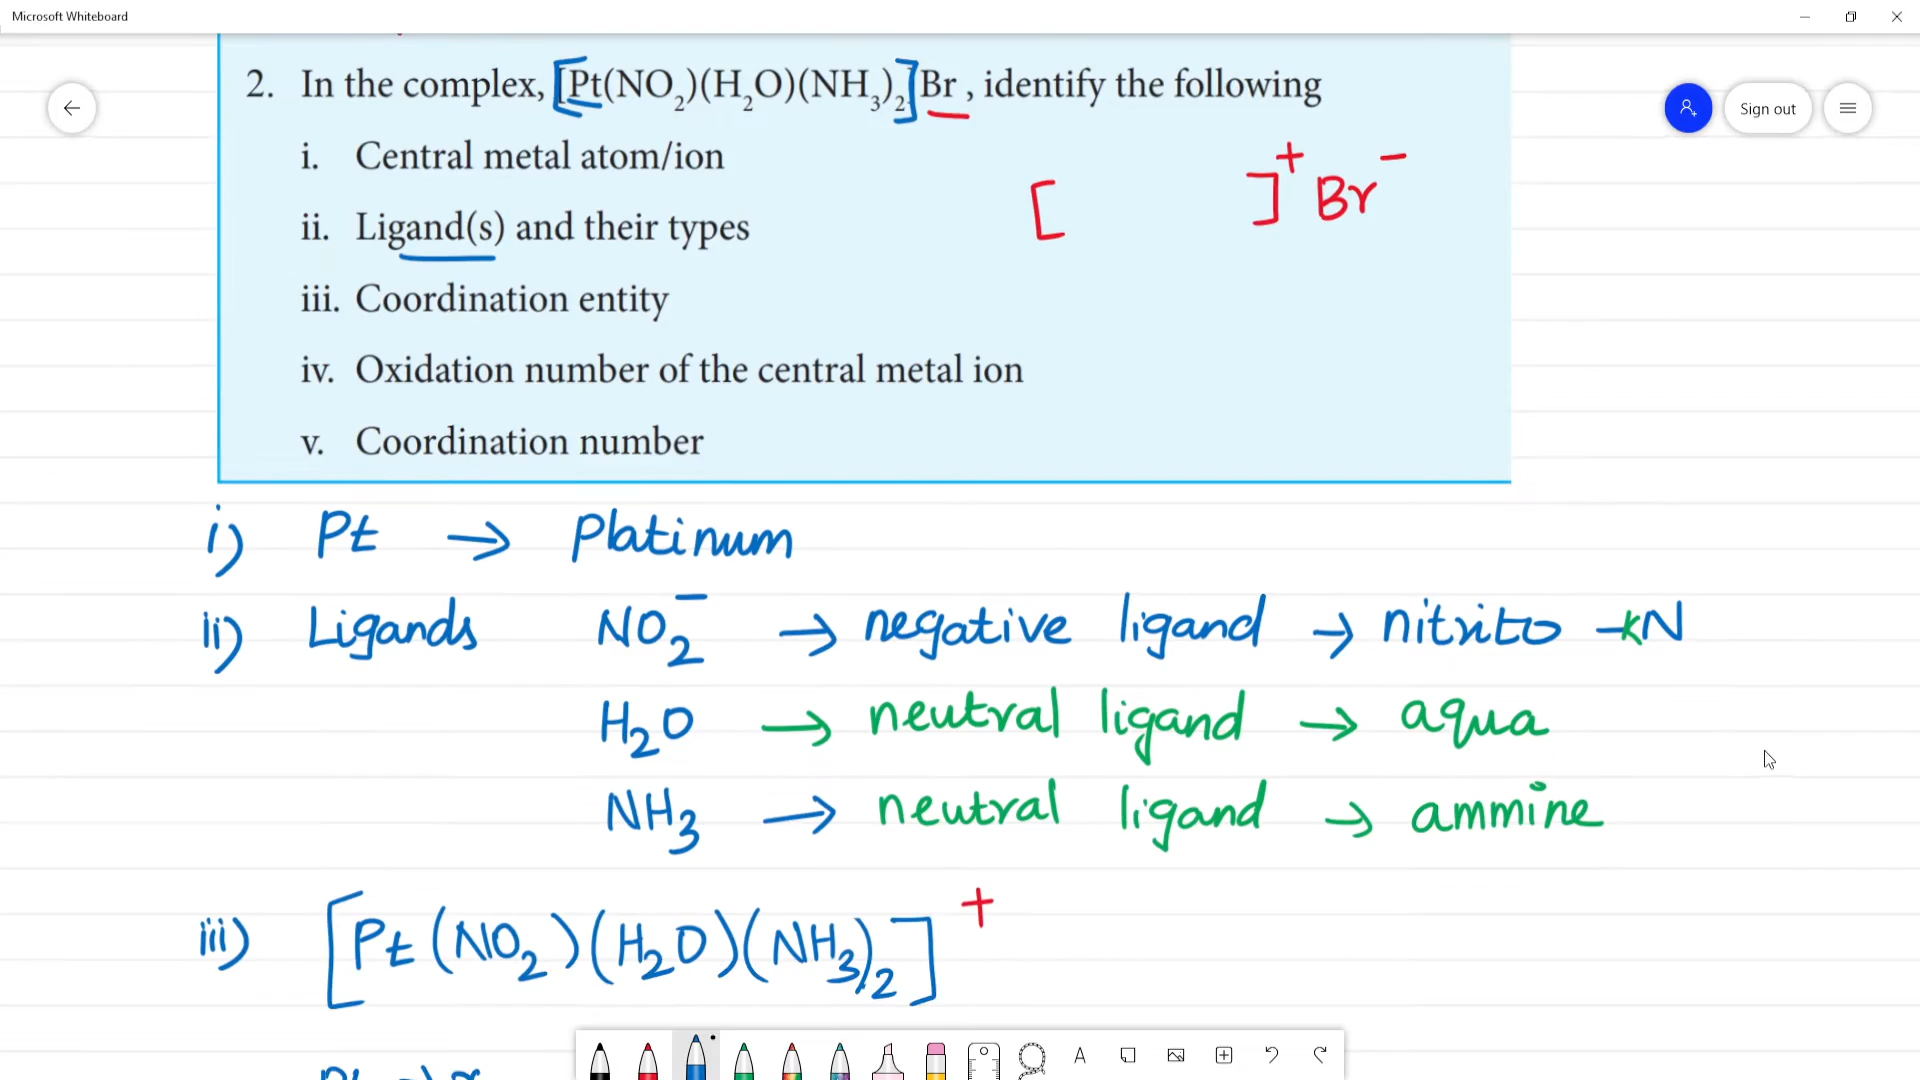 Microsoft Whiteboard
2. In the complex, [Pt(NO₂)(H₂O)(NH₃)₂]Br , identify the following
Sign out
i. Central metal atom/ion
[ ]⁺ Br⁻
ii. Ligand(s) and their types
iii. Coordination entity
iv. Oxidation number of the central metal ion
v. Coordination number
i) Pt → Platinum
ii) Ligands NO₂⁻ → negative ligand → nitrito -κN
H₂O → neutral ligand → aqua
NH₃ → neutral ligand → ammine
iii) [Pt(NO₂)(H₂O)(NH₃)₂]⁺